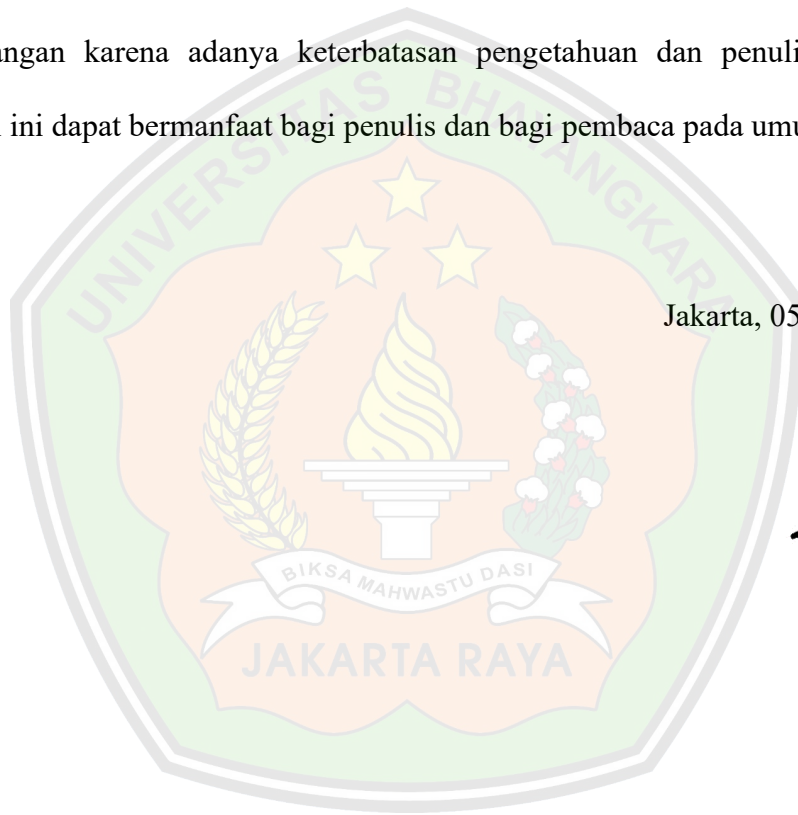 angan karena adanya keterbatasan pengetahuan dan penuli
ini dapat bermanfaat bagi penulis dan bagi pembaca pada umu
UNIVERSITAS BHAYANGKARA
Jakarta, 05
BIKSA MAHWASTU DASI
JAKARTA RAYA